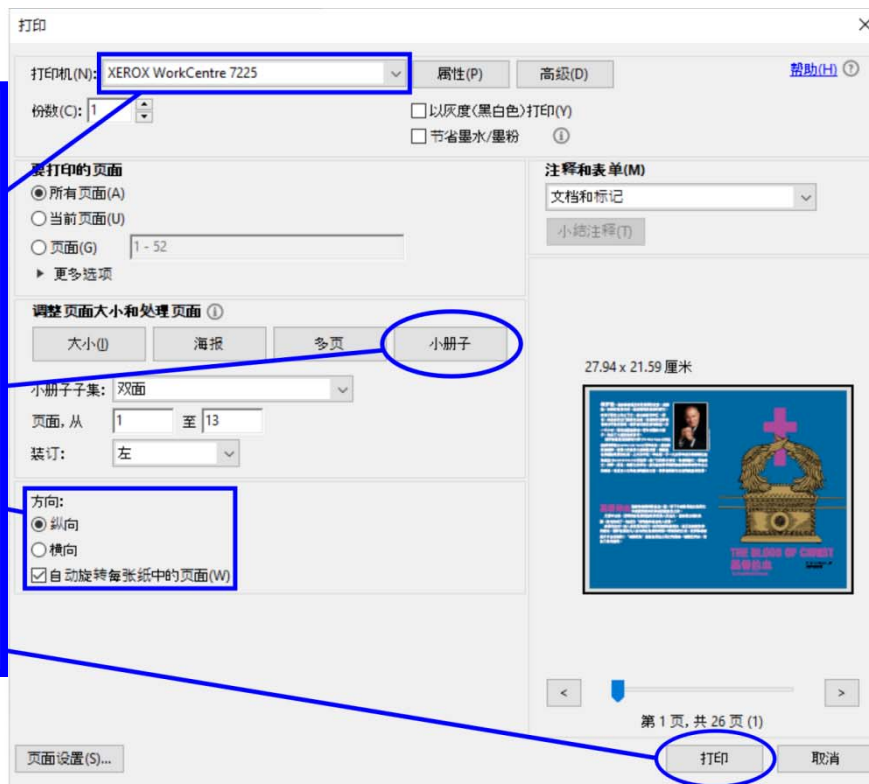 打印
打印机(N): XEROX WorkCentre 7225
属性(P)
高级(D)
帮助(H)
份数(C): 1
以灰度(黑白色)打印(Y)
节省墨水/墨粉
要打印的页面
所有页面(A)
当前页面(U)
页面(G) 1 - 52
更多选项
注释和表单(M)
文档和标记
小结注释(T)
调整页面大小和处理页面
大小(I)
海报
多页
小册子
小册子子集: 双面
页面, 从 1 至 13
装订: 左
方向:
纵向
横向
自动旋转每张纸中的页面(W)
27.94 x 21.59 厘米
THE BLOOD OF CHRIST
基督的血
<
>
第 1 页, 共 26 页 (1)
页面设置(S)...
打印
取消